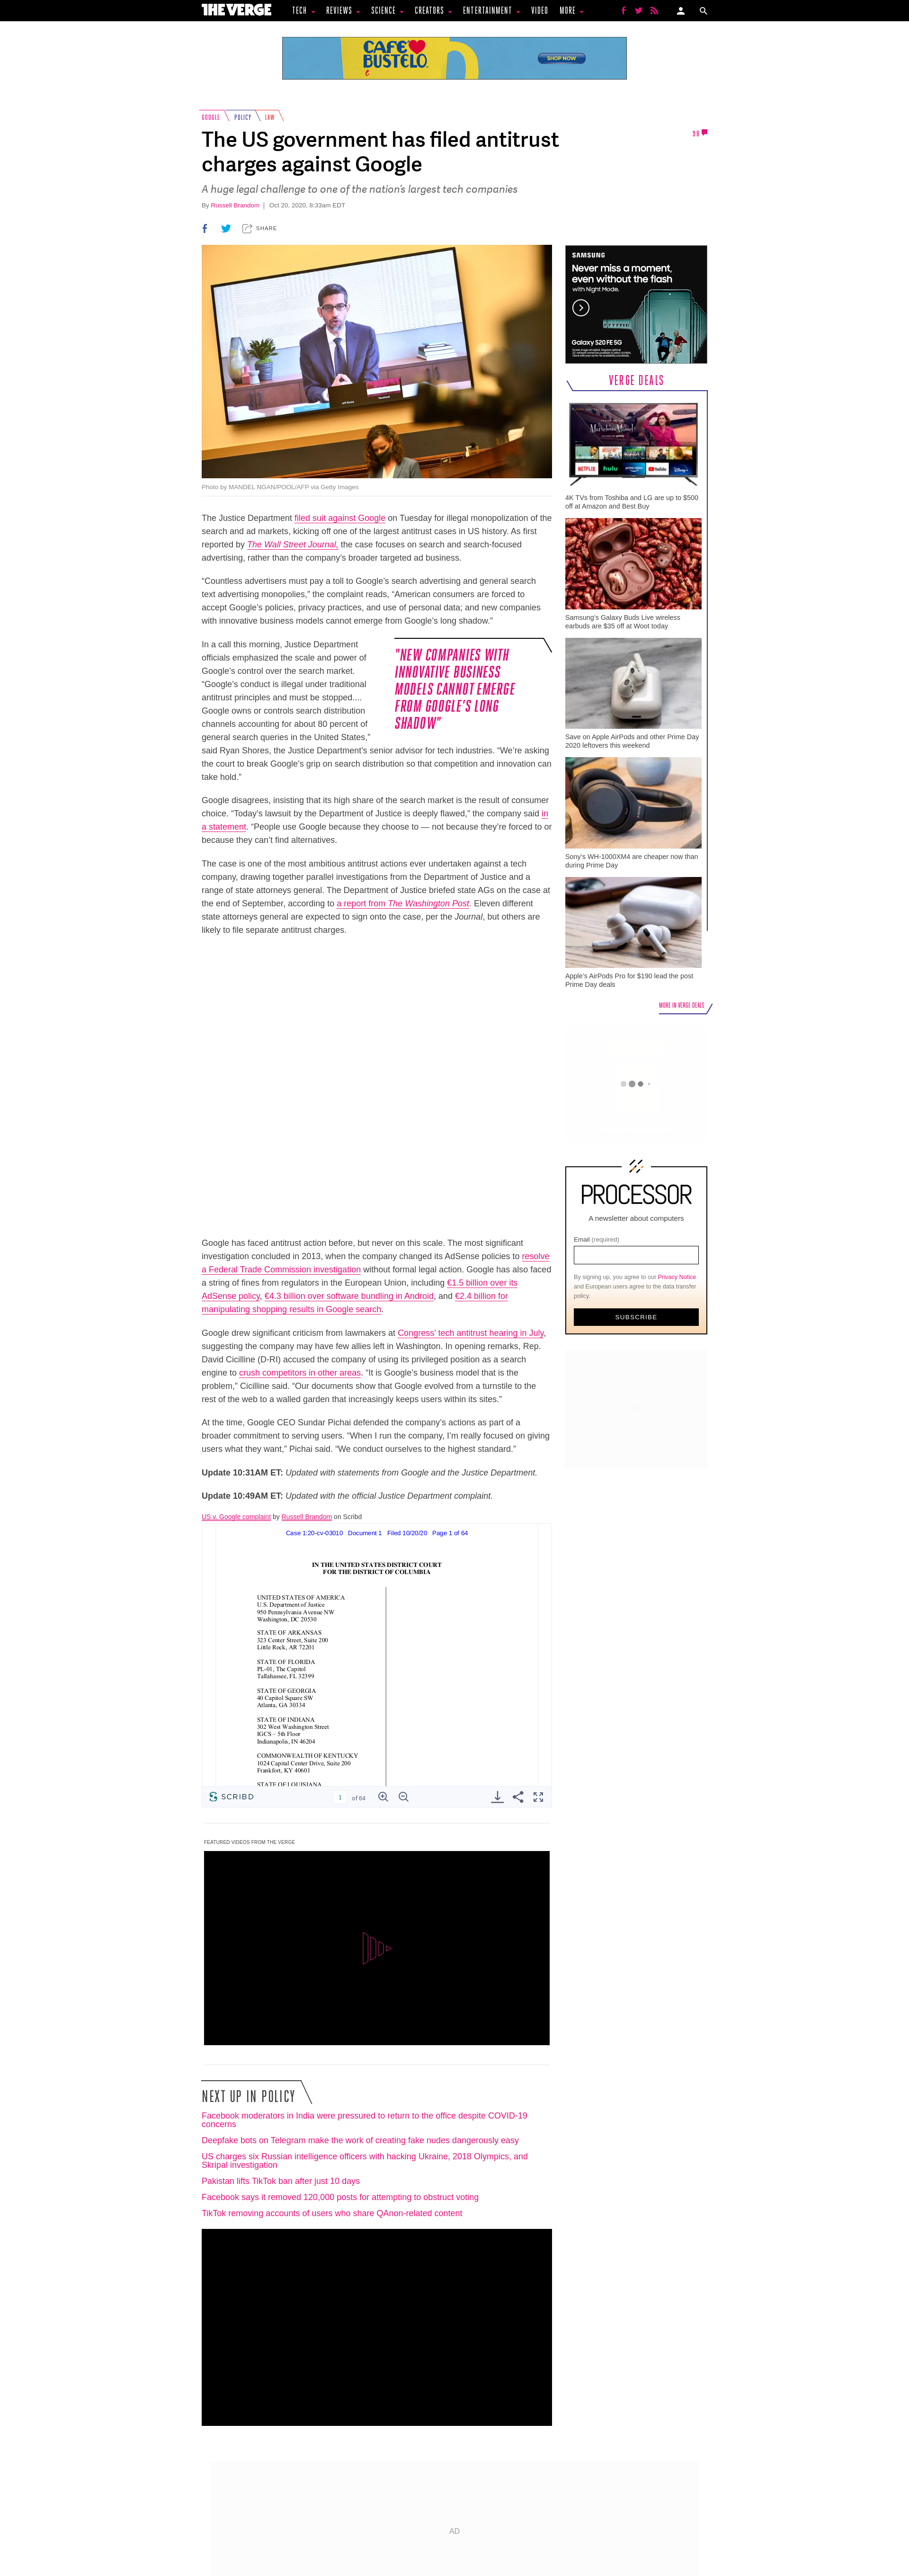 THE VERGE
TECH
REVIEWS
SCIENCE
CREATORS
ENTERTAINMENT
VIDEO
MORE
CAFÉ
BUSTELO
SHOP NOW
GOOGLE
POLICY
LAW
The US government has filed antitrust
charges against Google
A huge legal challenge to one of the nation's largest tech companies
By Russell Brandom | Oct 20, 2020, 8:33am EDT
SHARE
Photo by MANDEL NGAN/POOL/AFP via Getty Images
The Justice Department filed suit against Google on Tuesday for illegal monopolization of the
search and ad markets, kicking off one of the largest antitrust cases in US history. As first
reported by The Wall Street Journal, the case focuses on search and search-focused
advertising, rather than the company's broader targeted ad business.
“Countless advertisers must pay a toll to Google's search advertising and general search
text advertising monopolies,” the complaint reads, “American consumers are forced to
accept Google's policies, privacy practices, and use of personal data; and new companies
with innovative business models cannot emerge from Google's long shadow.”
In a call this morning, Justice Department
officials emphasized the scale and power of
Google's control over the search market.
“Google's conduct is illegal under traditional
antitrust principles and must be stopped....
Google owns or controls search distribution
channels accounting for about 80 percent of
general search queries in the United States,”
said Ryan Shores, the Justice Department's senior advisor for tech industries. “We're asking
the court to break Google's grip on search distribution so that competition and innovation can
take hold.”
"NEW COMPANIES WITH
INNOVATIVE BUSINESS
MODELS CANNOT EMERGE
FROM GOOGLE'S LONG
SHADOW"
Google disagrees, insisting that its high share of the search market is the result of consumer
choice. “Today's lawsuit by the Department of Justice is deeply flawed,” the company said in
a statement. “People use Google because they choose to — not because they're forced to or
because they can't find alternatives.
The case is one of the most ambitious antitrust actions ever undertaken against a tech
company, drawing together parallel investigations from the Department of Justice and a
range of state attorneys general. The Department of Justice briefed state AGs on the case at
the end of September, according to a report from The Washington Post. Eleven different
state attorneys general are expected to sign onto the case, per the Journal, but others are
likely to file separate antitrust charges.
Google has faced antitrust action before, but never on this scale. The most significant
investigation concluded in 2013, when the company changed its AdSense policies to resolve
a Federal Trade Commission investigation without formal legal action. Google has also faced
a string of fines from regulators in the European Union, including €1.5 billion over its
AdSense policy, €4.3 billion over software bundling in Android, and €2.4 billion for
manipulating shopping results in Google search.
Google drew significant criticism from lawmakers at Congress' tech antitrust hearing in July,
suggesting the company may have few allies left in Washington. In opening remarks, Rep.
David Cicilline (D-RI) accused the company of using its privileged position as a search
engine to crush competitors in other areas. “It is Google's business model that is the
problem,” Cicilline said. “Our documents show that Google evolved from a turnstile to the
rest of the web to a walled garden that increasingly keeps users within its sites.”
At the time, Google CEO Sundar Pichai defended the company's actions as part of a
broader commitment to serving users. “When I run the company, I'm really focused on giving
users what they want,” Pichai said. “We conduct ourselves to the highest standard.”
Update 10:31AM ET: Updated with statements from Google and the Justice Department.
Update 10:49AM ET: Updated with the official Justice Department complaint.
US v. Google complaint by Russell Brandom on Scribd
Case 1:20-cv-03010 Document 1 Filed 10/20/20 Page 1 of 64
IN THE UNITED STATES DISTRICT COURT
FOR THE DISTRICT OF COLUMBIA
UNITED STATES OF AMERICA
U.S. Department of Justice
950 Pennsylvania Avenue NW
Washington, DC 20530
STATE OF ARKANSAS
323 Center Street, Suite 200
Little Rock, AR 72201
STATE OF FLORIDA
PL-01, The Capitol
Tallahassee, FL 32399
STATE OF GEORGIA
40 Capitol Square SW
Atlanta, GA 30334
STATE OF INDIANA
302 West Washington Street
IGCS – 5th Floor
Indianapolis, IN 46204
COMMONWEALTH OF KENTUCKY
1024 Capital Center Drive, Suite 200
Frankfort, KY 40601
STATE OF LOUISIANA
SCRIBD
1 of 64
FEATURED VIDEOS FROM THE VERGE
NEXT UP IN POLICY
Facebook moderators in India were pressured to return to the office despite COVID-19
concerns
Deepfake bots on Telegram make the work of creating fake nudes dangerously easy
US charges six Russian intelligence officers with hacking Ukraine, 2018 Olympics, and
Skripal investigation
Pakistan lifts TikTok ban after just 10 days
Facebook says it removed 120,000 posts for attempting to obstruct voting
TikTok removing accounts of users who share QAnon-related content
SAMSUNG
Never miss a moment,
even without the flash
with Night Mode.
Galaxy S20 FE 5G
VERGE DEALS
NETFLIX
hulu
prime video
YouTube
Disney+
4K TVs from Toshiba and LG are up to $500
off at Amazon and Best Buy
Samsung's Galaxy Buds Live wireless
earbuds are $35 off at Woot today
Save on Apple AirPods and other Prime Day
2020 leftovers this weekend
Sony's WH-1000XM4 are cheaper now than
during Prime Day
Apple's AirPods Pro for $190 lead the post
Prime Day deals
MORE IN VERGE DEALS
PROCESSOR
A newsletter about computers
Email (required)
By signing up, you agree to our Privacy Notice
and European users agree to the data transfer
policy.
SUBSCRIBE
AD